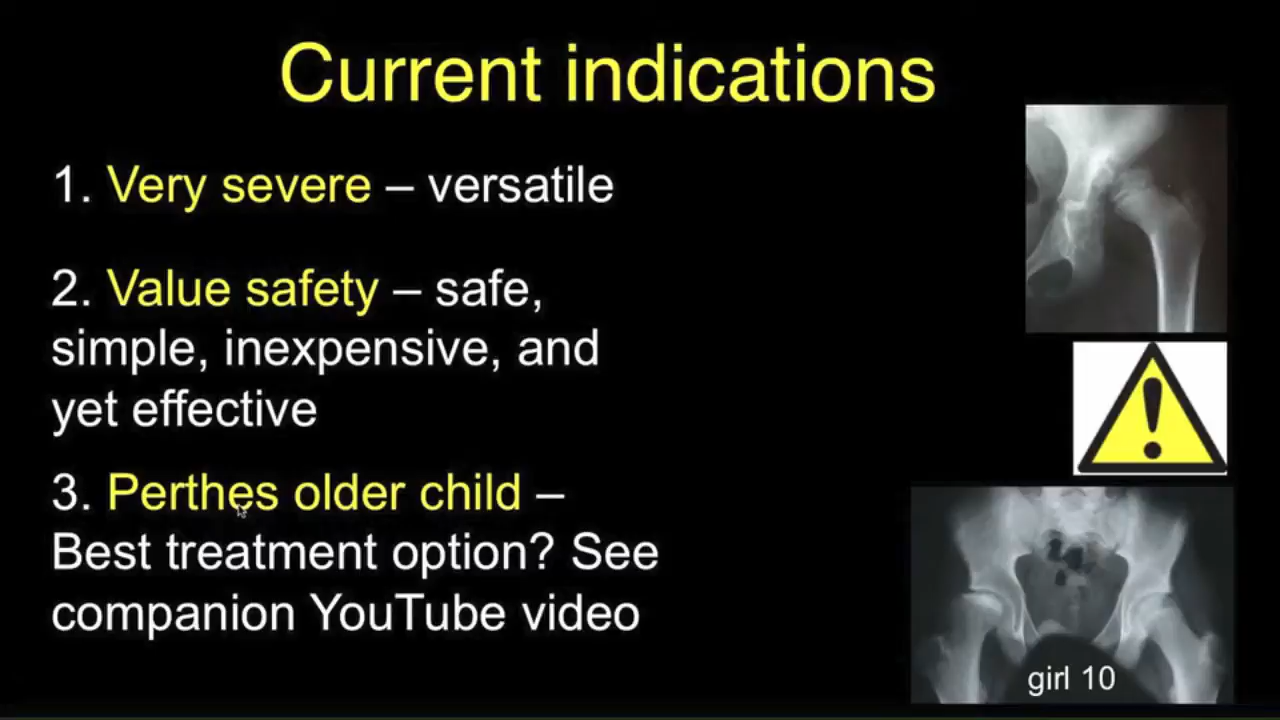 Current indications
1. Very severe – versatile
2. Value safety – safe,
simple, inexpensive, and
yet effective
3. Perthes older child –
Best treatment option? See
companion YouTube video
girl 10